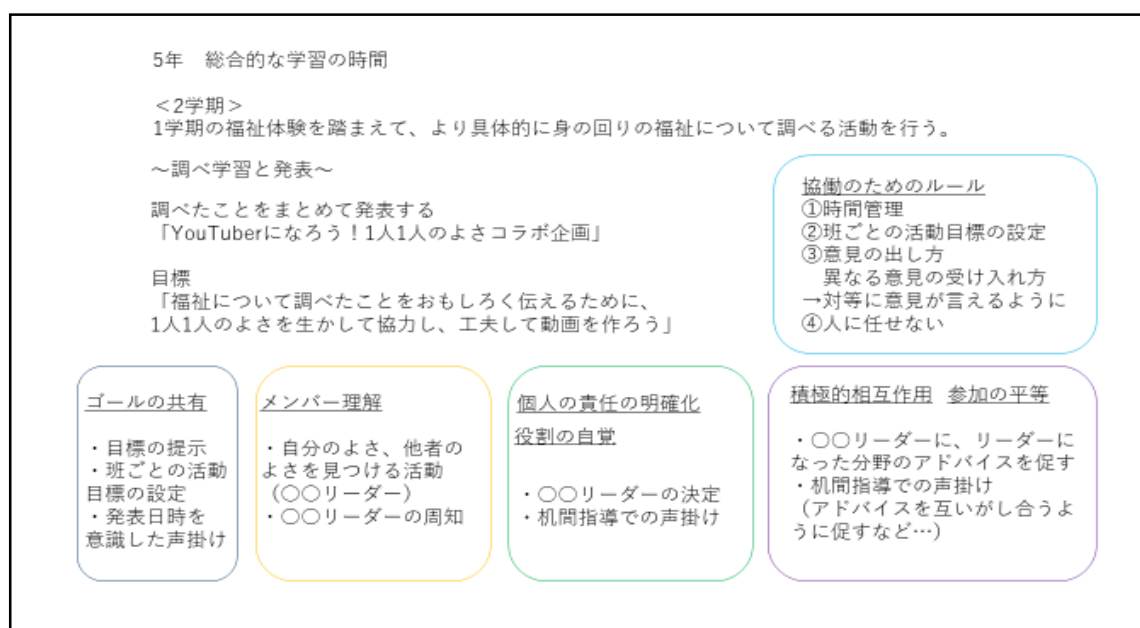 5年　総合的な学習の時間
＜2学期＞
1学期の福祉体験を踏まえて、より具体的に身の回りの福祉について調べる活動を行う。
～調べ学習と発表～
調べたことをまとめて発表する
「YouTuberになろう！1人1人のよさコラボ企画」
目標
「福祉について調べたことをおもしろく伝えるために、
1人1人のよさを生かして協力し、工夫して動画を作ろう」
協働のためのルール
①時間管理
②班ごとの活動目標の設定
③意見の出し方
　異なる意見の受け入れ方
→対等に意見が言えるように
④人に任せない
ゴールの共有
・目標の提示
・班ごとの活動
目標の設定
・発表日時を
意識した声掛け
メンバー理解
・自分のよさ、他者の
よさを見つける活動
（〇〇リーダー）
・〇〇リーダーの周知
個人の責任の明確化
役割の自覚
・〇〇リーダーの決定
・机間指導での声掛け
積極的相互作用　参加の平等
・〇〇リーダーに、リーダーに
なった分野のアドバイスを促す
・机間指導での声掛け
（アドバイスを互いがし合うよ
うに促すなど…）